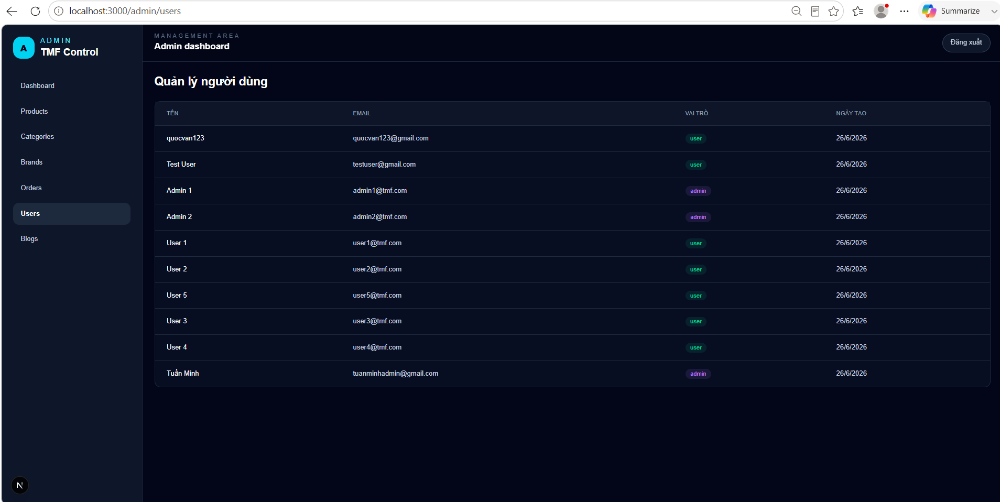 localhost:3000/admin/users
Summarize
A
ADMIN
TMF Control
Dashboard
Products
Categories
Brands
Orders
Users
Blogs
N
MANAGEMENT AREA
Admin dashboard
Đăng xuất
Quản lý người dùng
TÊN EMAIL VAI TRÒ NGÀY TẠO
quocvan123 quocvan123@gmail.com user 26/6/2026
Test User testuser@gmail.com user 26/6/2026
Admin 1 admin1@tmf.com admin 26/6/2026
Admin 2 admin2@tmf.com admin 26/6/2026
User 1 user1@tmf.com user 26/6/2026
User 2 user2@tmf.com user 26/6/2026
User 5 user5@tmf.com user 26/6/2026
User 3 user3@tmf.com user 26/6/2026
User 4 user4@tmf.com user 26/6/2026
Tuấn Minh tuanminhadmin@gmail.com admin 26/6/2026